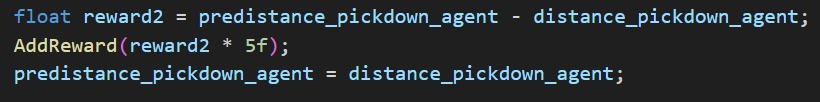 float reward2 = predistance_pickdown_agent - distance_pickdown_agent;
AddReward(reward2 * 5f);
predistance_pickdown_agent = distance_pickdown_agent;